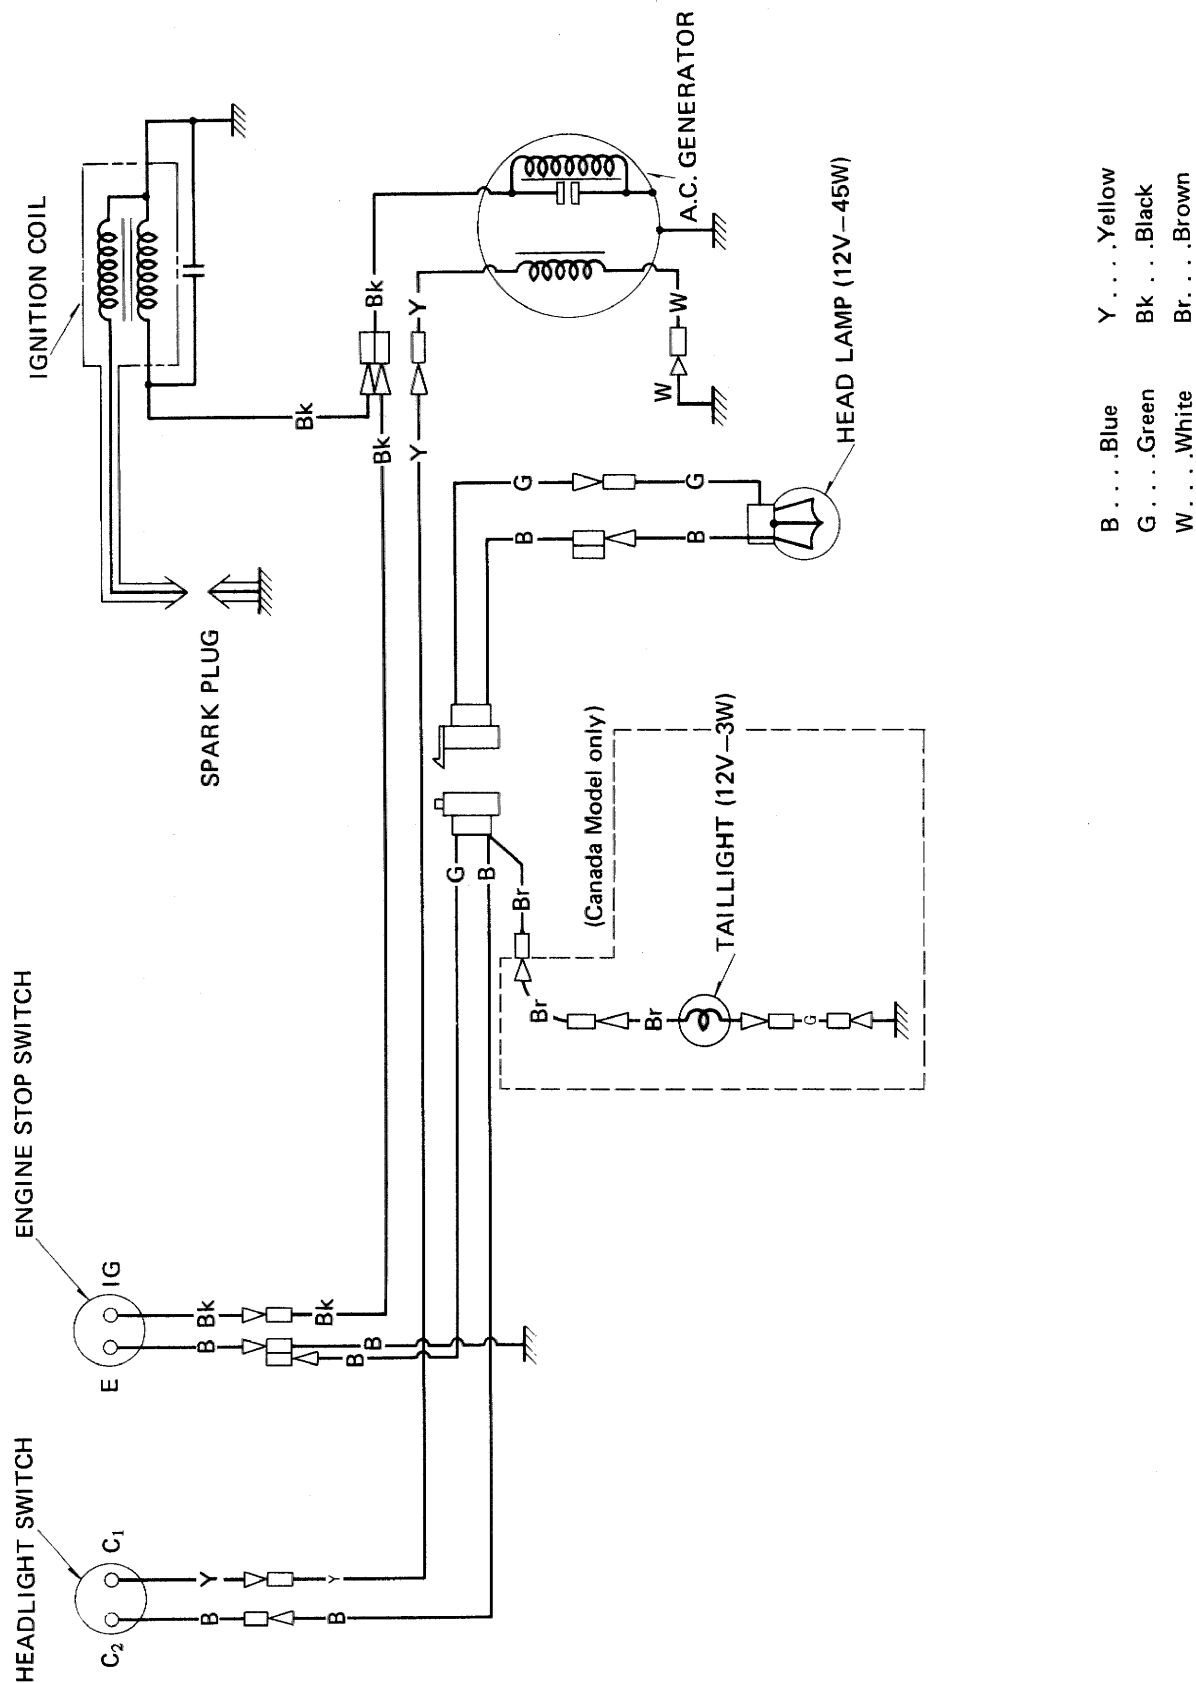 HEADLIGHT SWITCH
C₂
C₁
B
Y
B
Y
ENGINE STOP SWITCH
E
IG
B
Bk
B
B
Bk
SPARK PLUG
IGNITION COIL
Bk
Bk
Bk
Y
Y
A.C. GENERATOR
W
W
G
B
Br
Br
Br
G
(Canada Model only)
TAILLIGHT (12V–3W)
G
G
B
B
HEAD LAMP (12V–45W)
B . . . .Blue
Y . . . .Yellow
G . . . .Green
Bk . . .Black
W. . . .White
Br. . . .Brown